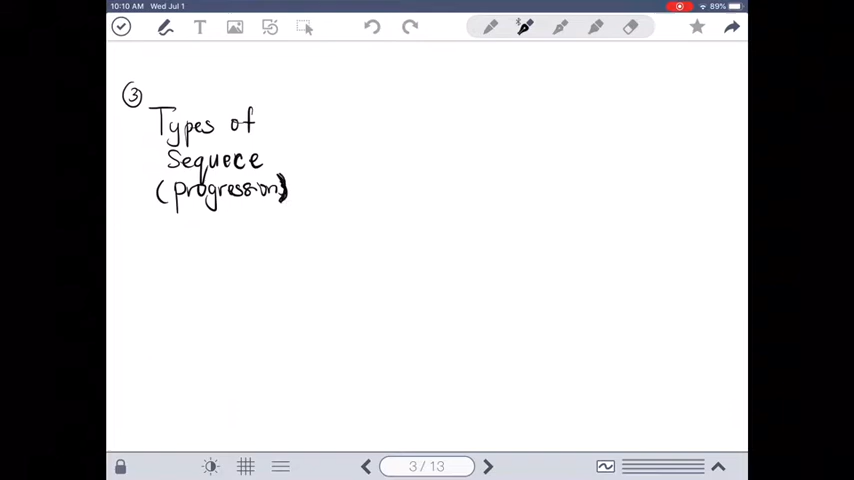 10:10 AM Wed Jul 1
89%
T
3
Types of
Sequece
(progression)
3 / 13